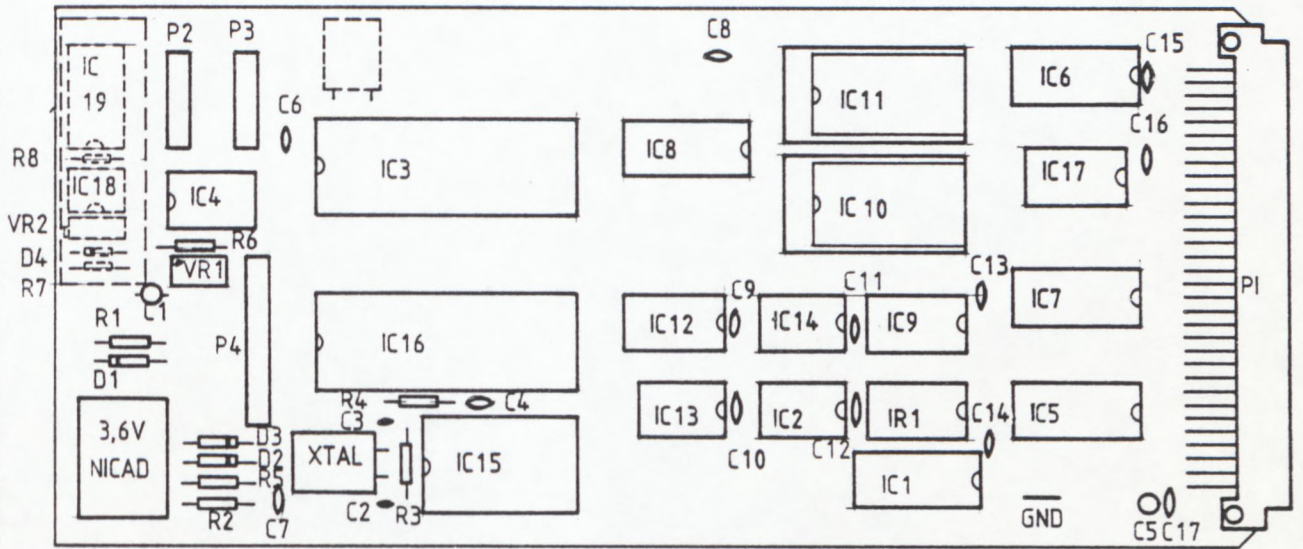 P2
P3
C8
C15
IC
19
IC11
IC6
C6
C16
R8
IC3
IC8
IC18
IC4
IC 10
IC17
VR2
R6
D4
VR1
R7
C13
P1
C1
C9
C11
IC7
R1
P4
IC16
IC12
IC14
IC9
D1
R4
C4
3,6V
NICAD
D3
C3
IC13
IC2
IR1
C14
IC5
D2
XTAL
IC15
R5
C10
C12
IC1
R2
C7
C2
R3
GND
C5
C17